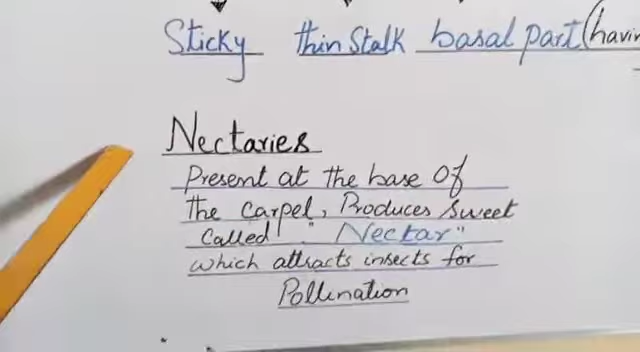 Sticky thin Stalk basal part (havin
Nectaries
Present at the base of
the carpel, Produces sweet
called "Nectar"
which attracts insects for
Pollination